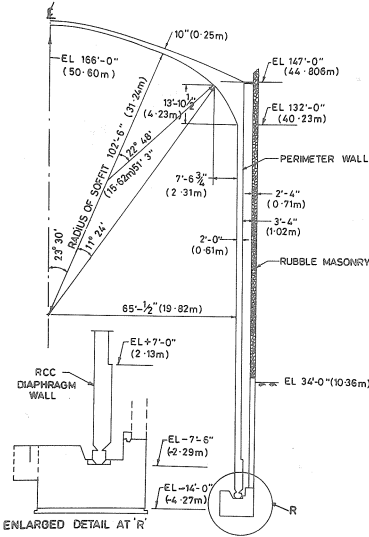 ℄
10"(0·25m)
EL 166'-0"
(50·60m)
EL 147'-0"
(44·806m)
13'-10½"
(4·23m)
EL 132'-0"
(40·23m)
RADIUS OF SOFFIT 102'-6" (31·24m)
22° 48'
(15·62m)51' 3"
PERIMETER WALL
7'-6¾"
(2·31m)
2'-4"
(0·71m)
3'-4"
(1·02m)
2'-0"
(0·61m)
11° 24'
23° 30'
RUBBLE MASONRY
65'-½" (19·82m)
EL+7'-0"
(2·13m)
RCC
DIAPHRAGM
WALL
EL 34'-0"(10·36m)
EL-7'-6"
(-2·29m)
EL-14'-0"
(-4·27m)
R
ENLARGED DETAIL AT 'R'